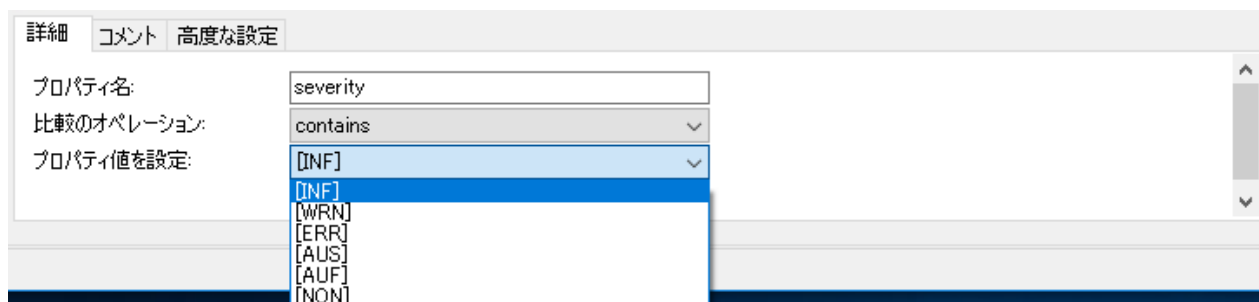 詳細 コメント 高度な設定
プロパティ名: severity
比較のオペレーション: contains
プロパティ値を設定: [INF]
[INF]
[WRN]
[ERR]
[AUS]
[AUF]
[NON]